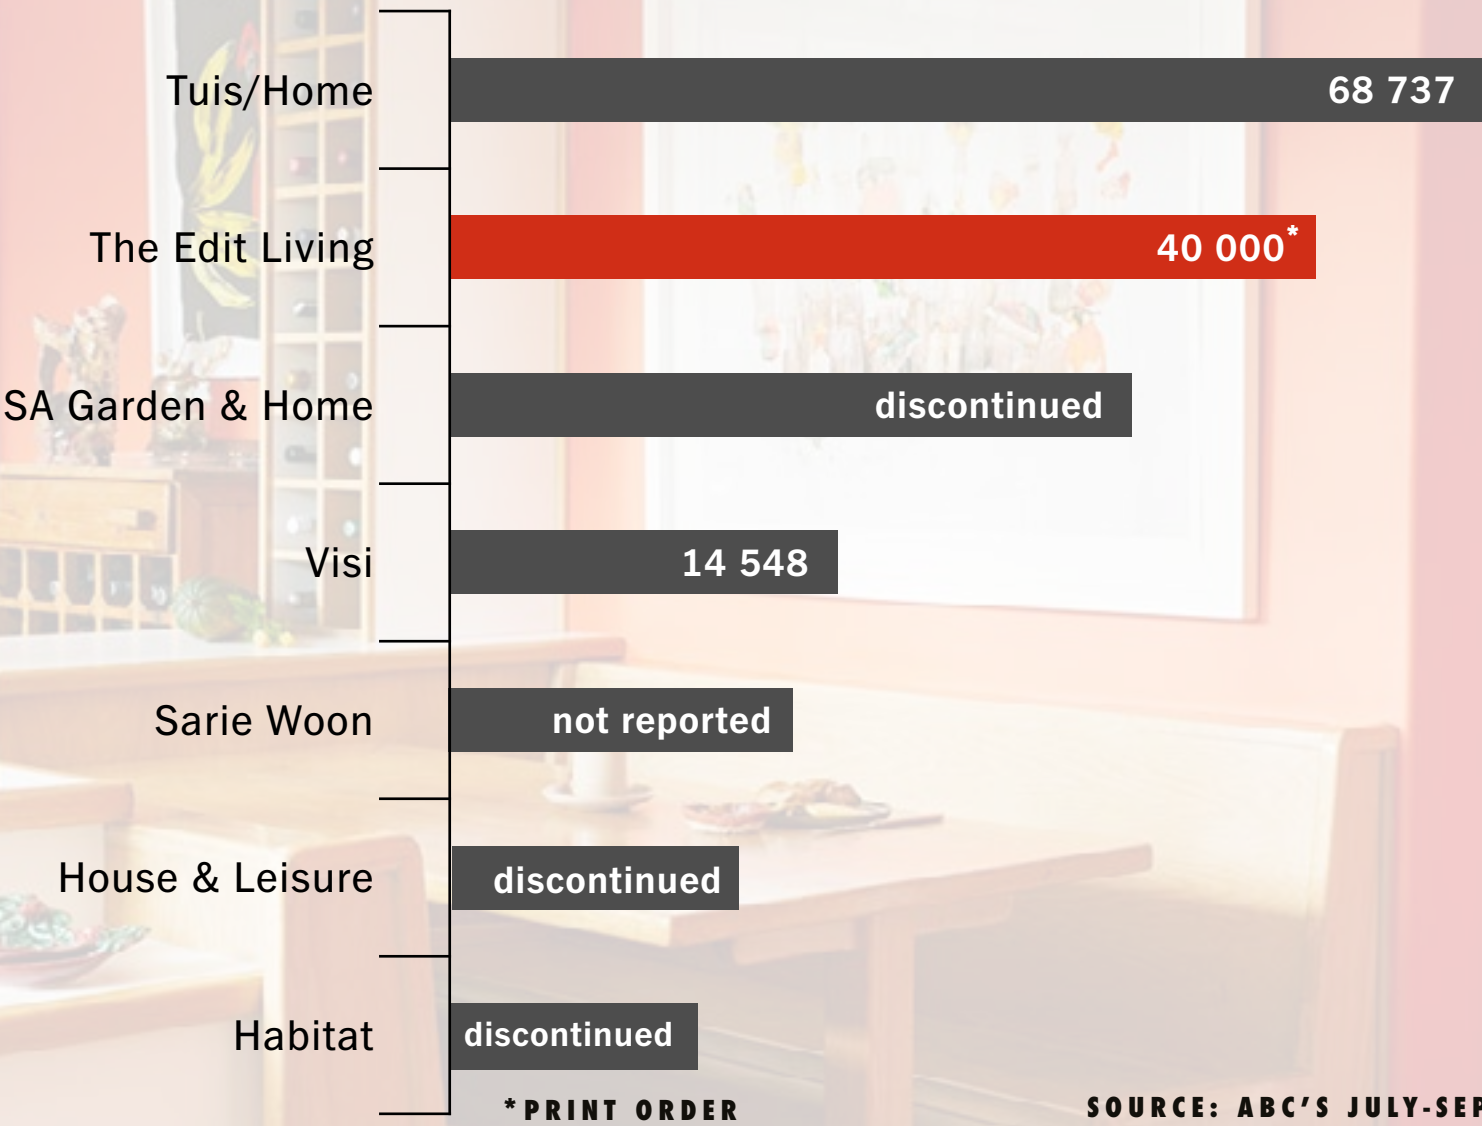 Tuis/Home 68 737
The Edit Living 40 000*
SA Garden & Home discontinued
Visi 14 548
Sarie Woon not reported
House & Leisure discontinued
Habitat discontinued
*PRINT ORDER SOURCE: ABC'S JULY-SEP